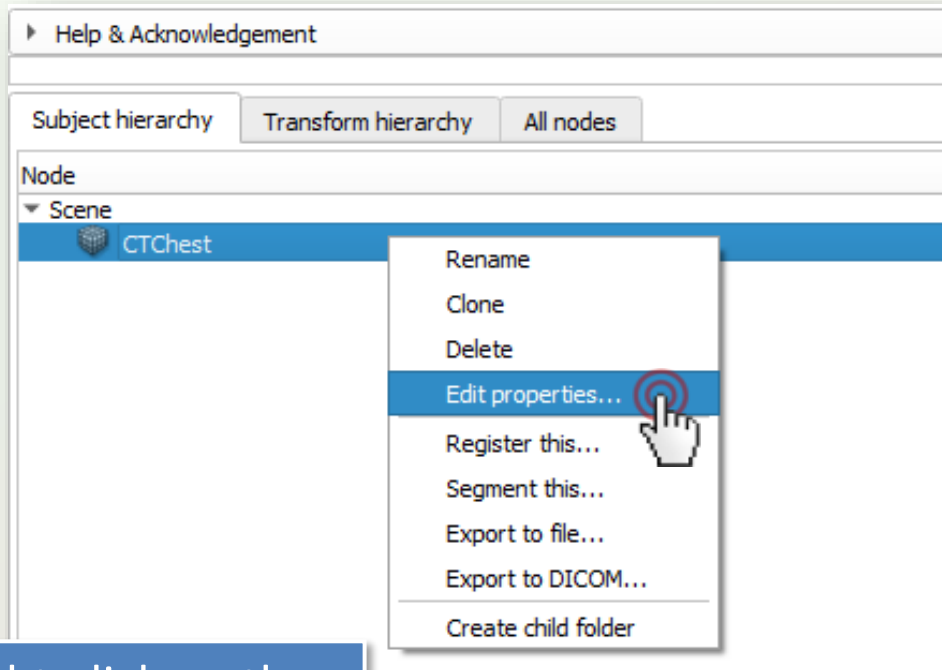 Help & Acknowledgement
Subject hierarchy Transform hierarchy All nodes
Node
Scene
CTChest
Rename
Clone
Delete
Edit properties...
Register this...
Segment this...
Export to file...
Export to DICOM...
Create child folder